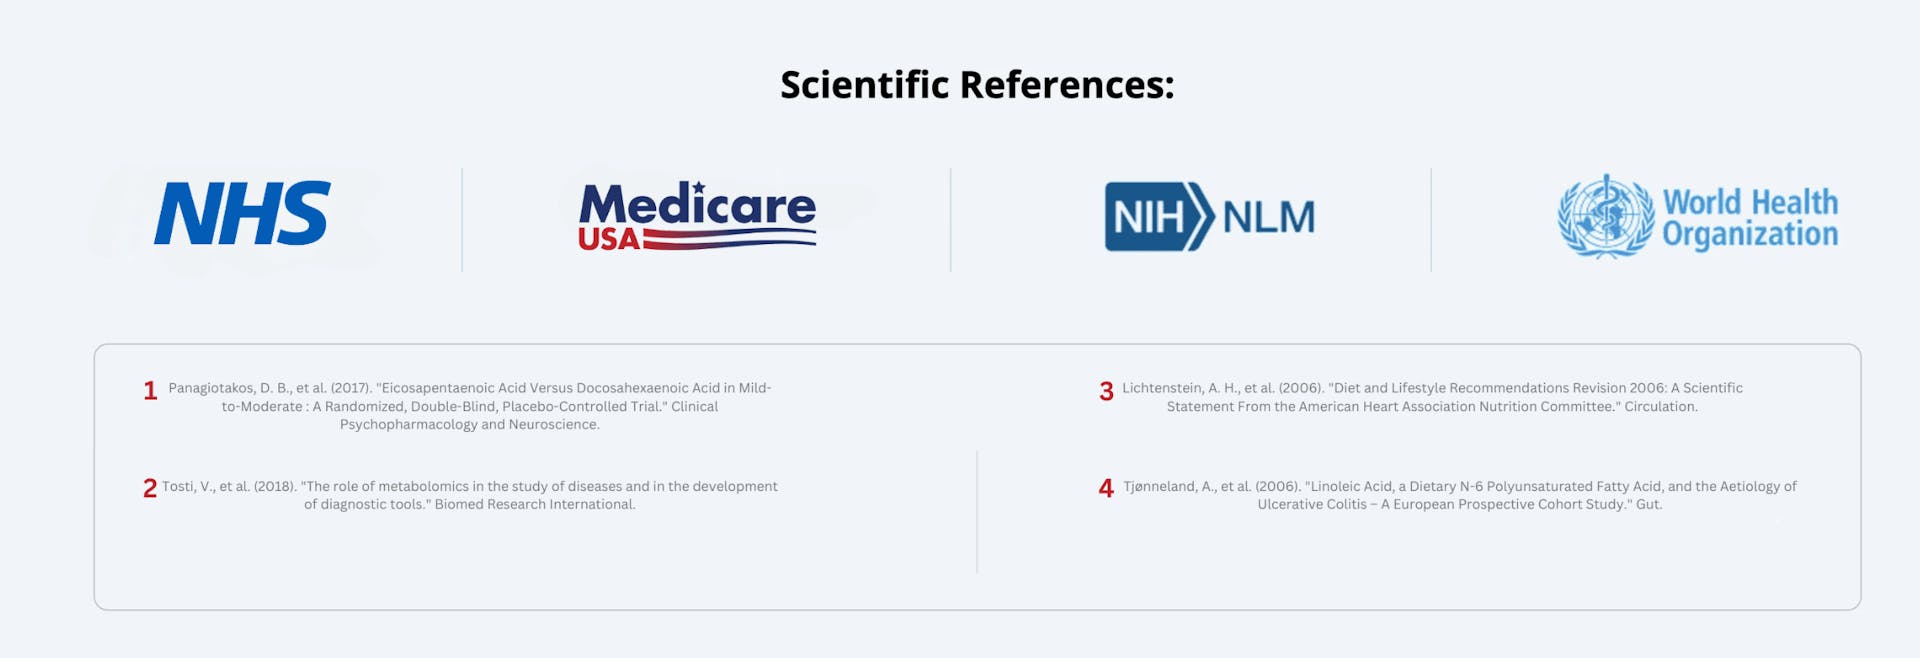 Scientific References:
NHS
Medicare
USA
NIH NLM
World Health
Organization
1 Panagiotakos, D. B., et al. (2017). "Eicosapentaenoic Acid Versus Docosahexaenoic Acid in Mild-
to-Moderate : A Randomized, Double-Blind, Placebo-Controlled Trial." Clinical
Psychopharmacology and Neuroscience.
2 Tosti, V., et al. (2018). "The role of metabolomics in the study of diseases and in the development
of diagnostic tools." Biomed Research International.
3 Lichtenstein, A. H., et al. (2006). "Diet and Lifestyle Recommendations Revision 2006: A Scientific
Statement From the American Heart Association Nutrition Committee." Circulation.
4 Tjønneland, A., et al. (2006). "Linoleic Acid, a Dietary N-6 Polyunsaturated Fatty Acid, and the Aetiology of
Ulcerative Colitis – A European Prospective Cohort Study." Gut.